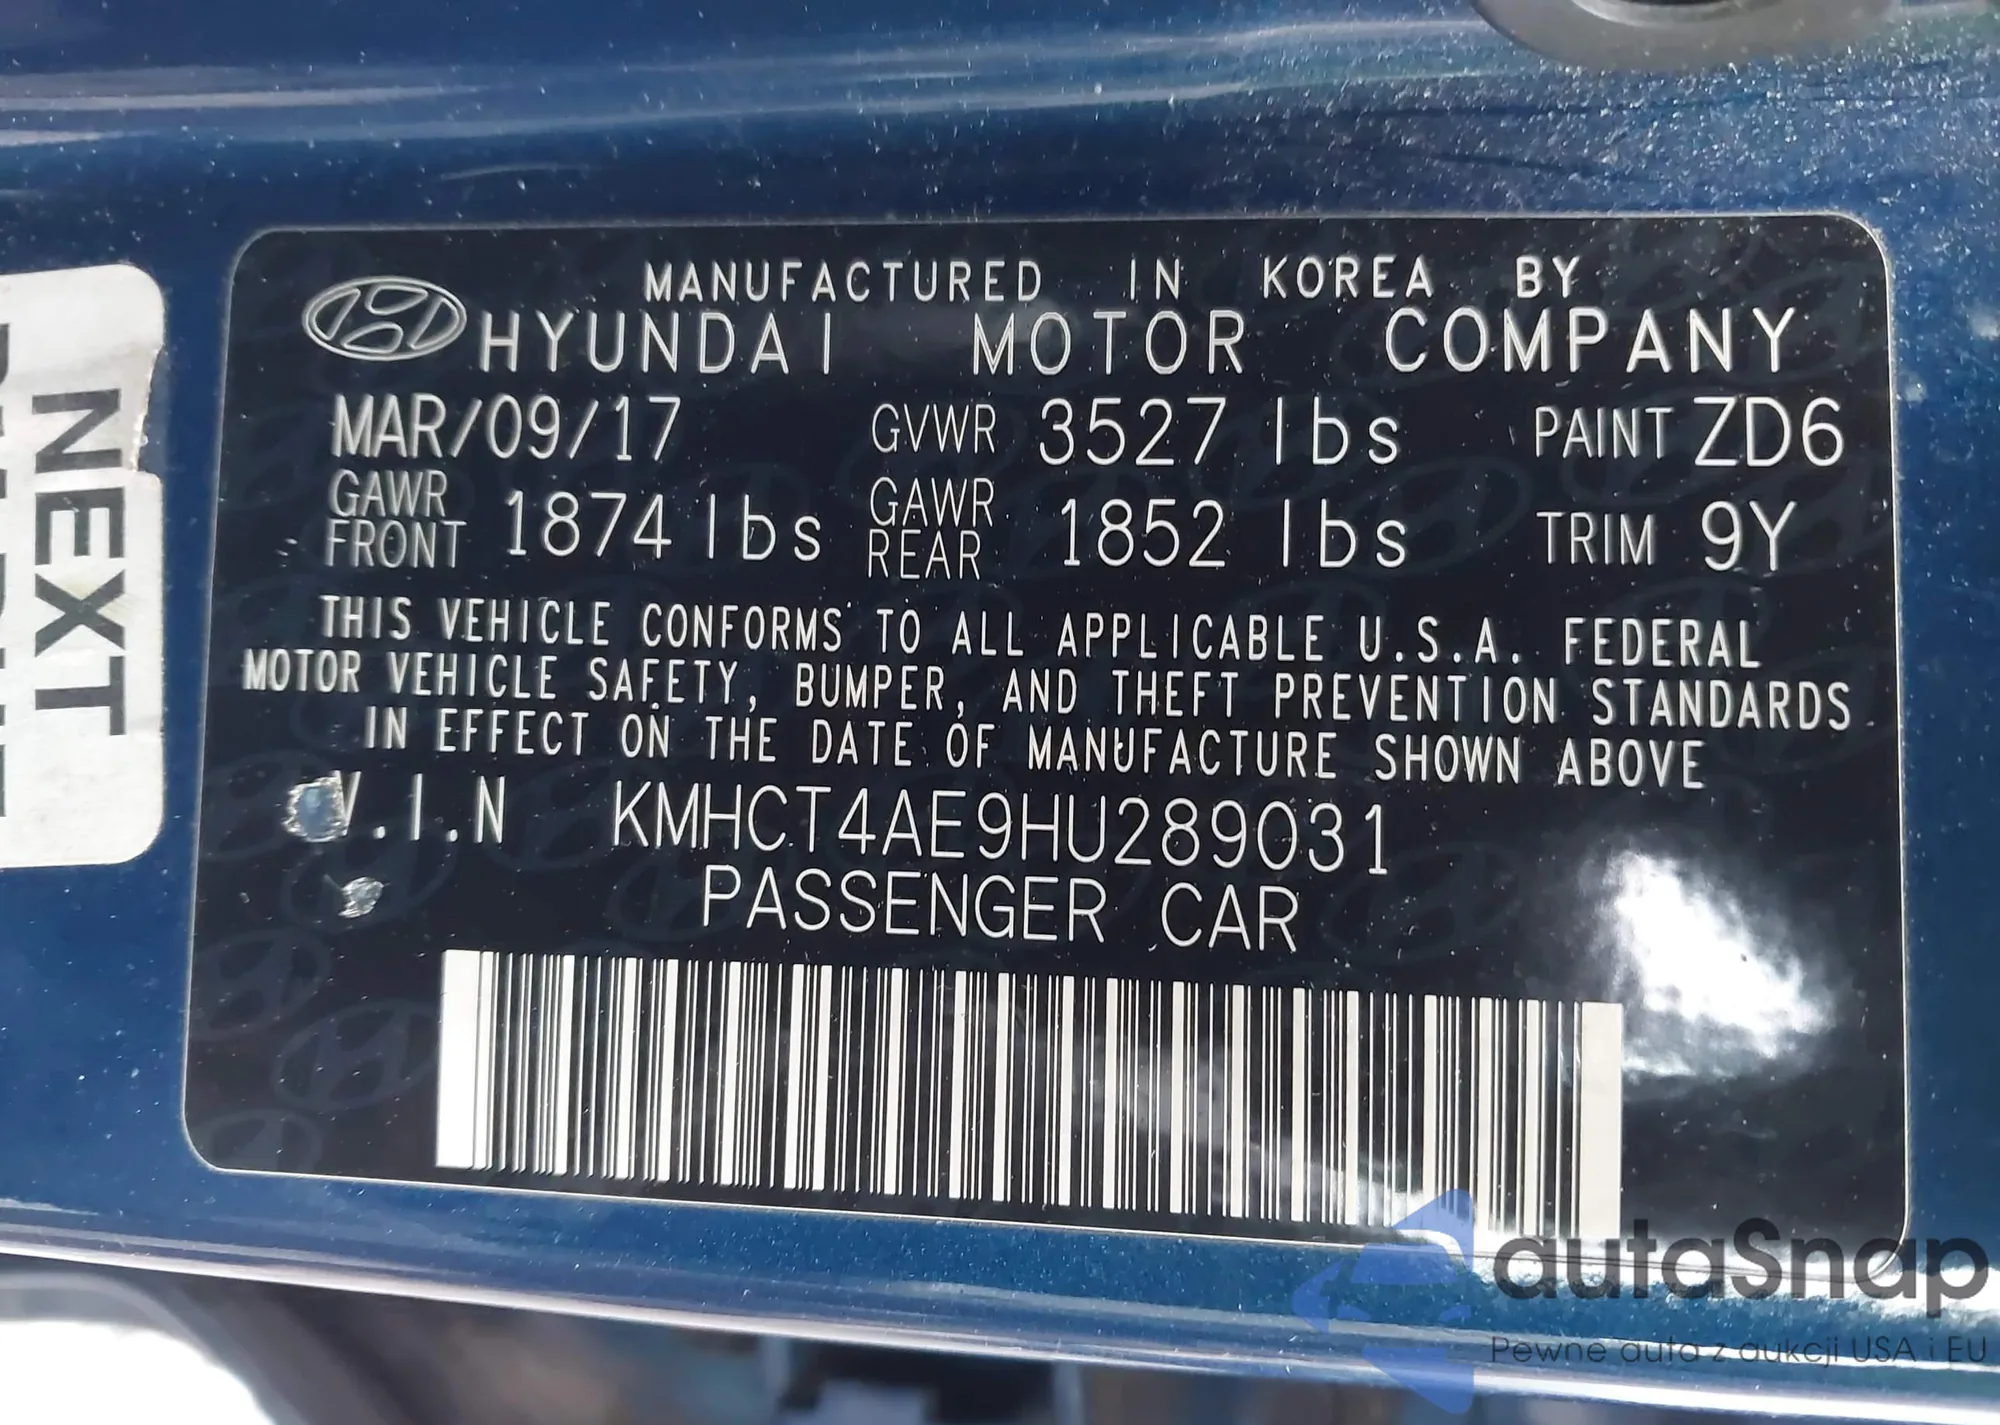 MANUFACTURED IN KOREA BY
HYUNDAI MOTOR COMPANY
MAR/09/17 GVWR 3527 lbs PAINT ZD6
GAWR FRONT 1874 lbs GAWR REAR 1852 lbs TRIM 9Y
THIS VEHICLE CONFORMS TO ALL APPLICABLE U.S.A. FEDERAL
MOTOR VEHICLE SAFETY, BUMPER, AND THEFT PREVENTION STANDARDS
IN EFFECT ON THE DATE OF MANUFACTURE SHOWN ABOVE
V.I.N KMHCT4AE9HU289031
PASSENGER CAR
NEXT
autaSnap
Pewne auta z aukcji USA i EU